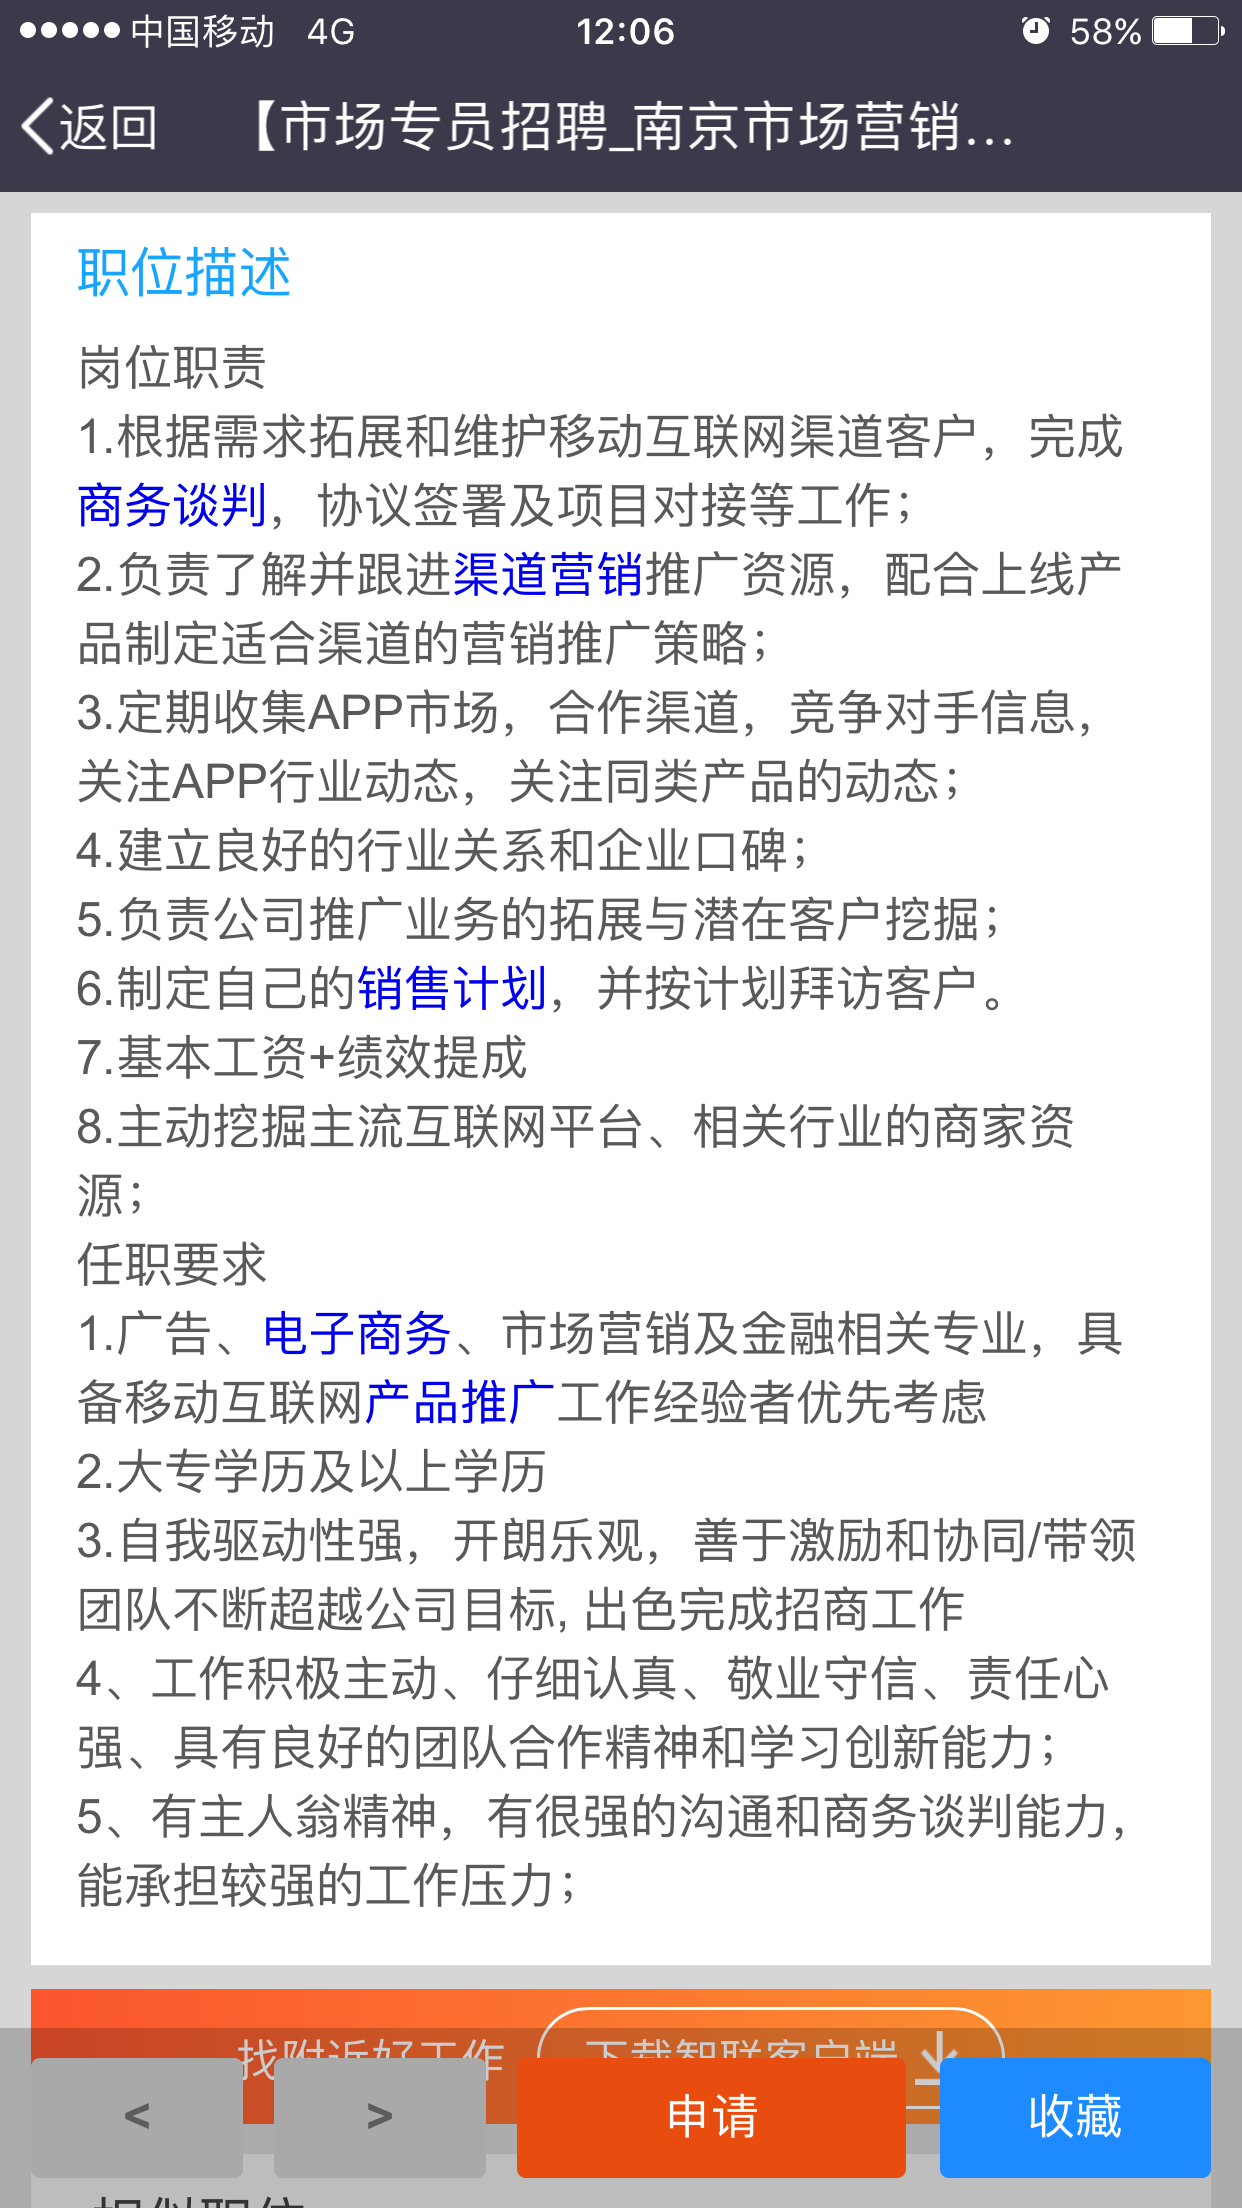 中国移动 4G 12:06 58%
返回 【市场专员招聘_南京市场营销...
职位描述
岗位职责
1.根据需求拓展和维护移动互联网渠道客户，完成
商务谈判，协议签署及项目对接等工作；
2.负责了解并跟进渠道营销推广资源，配合上线产
品制定适合渠道的营销推广策略；
3.定期收集APP市场，合作渠道，竞争对手信息，
关注APP行业动态，关注同类产品的动态；
4.建立良好的行业关系和企业口碑；
5.负责公司推广业务的拓展与潜在客户挖掘；
6.制定自己的销售计划，并按计划拜访客户。
7.基本工资+绩效提成
8.主动挖掘主流互联网平台、相关行业的商家资
源；
任职要求
1.广告、电子商务、市场营销及金融相关专业，具
备移动互联网产品推广工作经验者优先考虑
2.大专学历及以上学历
3.自我驱动性强，开朗乐观，善于激励和协同/带领
团队不断超越公司目标, 出色完成招商工作
4、工作积极主动、仔细认真、敬业守信、责任心
强、具有良好的团队合作精神和学习创新能力；
5、有主人翁精神，有很强的沟通和商务谈判能力，
能承担较强的工作压力；
找附近好工作 下载智联客户端
< > 申请 收藏
相似职位